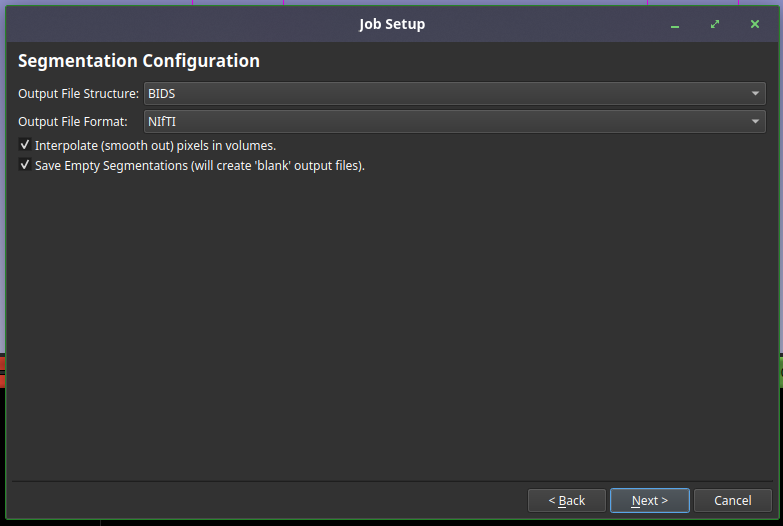 Job Setup
Segmentation Configuration
Output File Structure: BIDS
Output File Format: NIfTI
Interpolate (smooth out) pixels in volumes.
Save Empty Segmentations (will create 'blank' output files).
< Back Next > Cancel